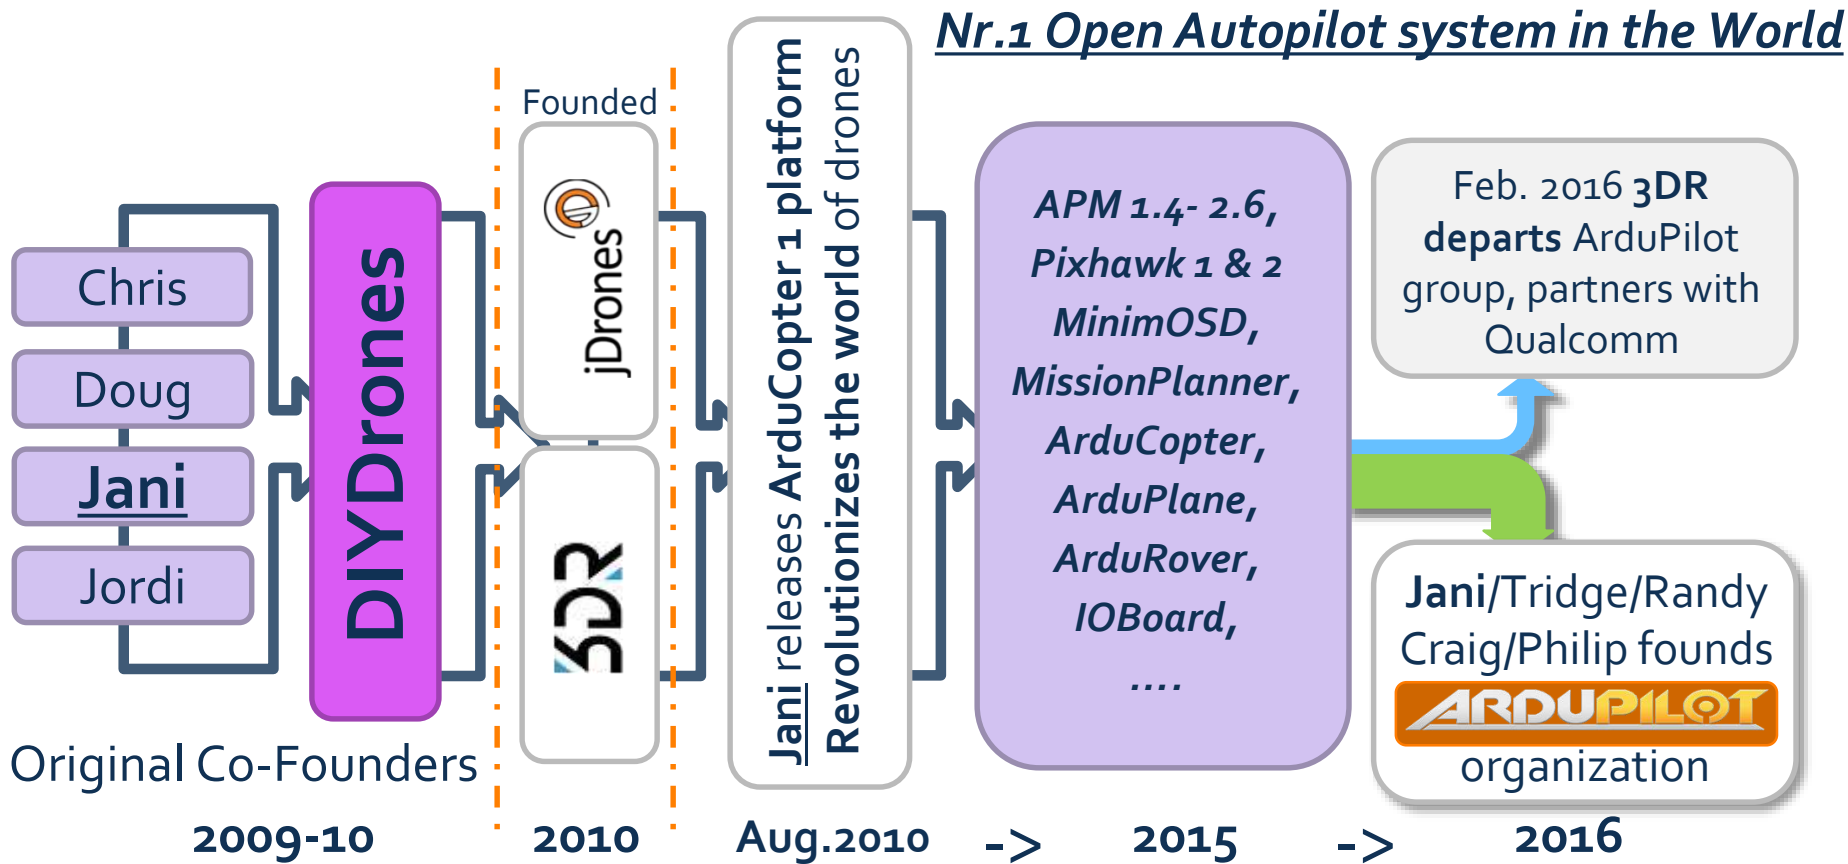 Nr.1 Open Autopilot system in the World
Chris
Doug
Jani
Jordi
Original Co-Founders
2009-10
DIYDrones
Founded
jDrones
3DR
2010
Jani releases ArduCopter 1 platform
Revolutionizes the world of drones
Aug.2010
->
APM 1.4- 2.6,
Pixhawk 1 & 2
MinimOSD,
MissionPlanner,
ArduCopter,
ArduPlane,
ArduRover,
IOBoard,
....
2015
->
Feb. 2016 3DR
departs ArduPilot
group, partners with
Qualcomm
Jani/Tridge/Randy
Craig/Philip founds
ARDUPILOT
organization
2016